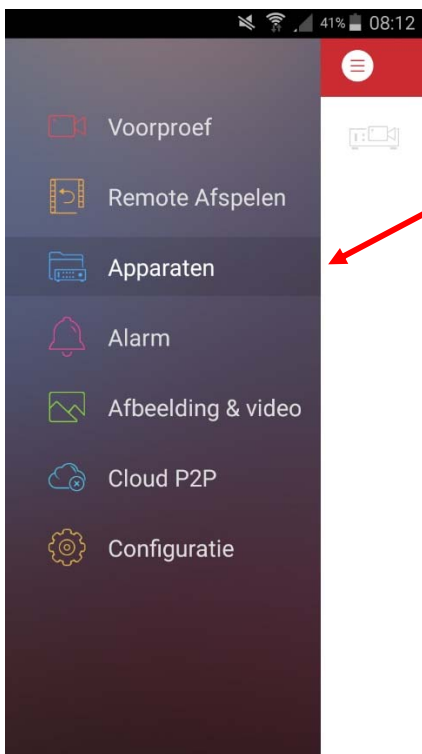 41% 08:12
Voorproef
Remote Afspelen
Apparaten
Alarm
Afbeelding & video
Cloud P2P
Configuratie